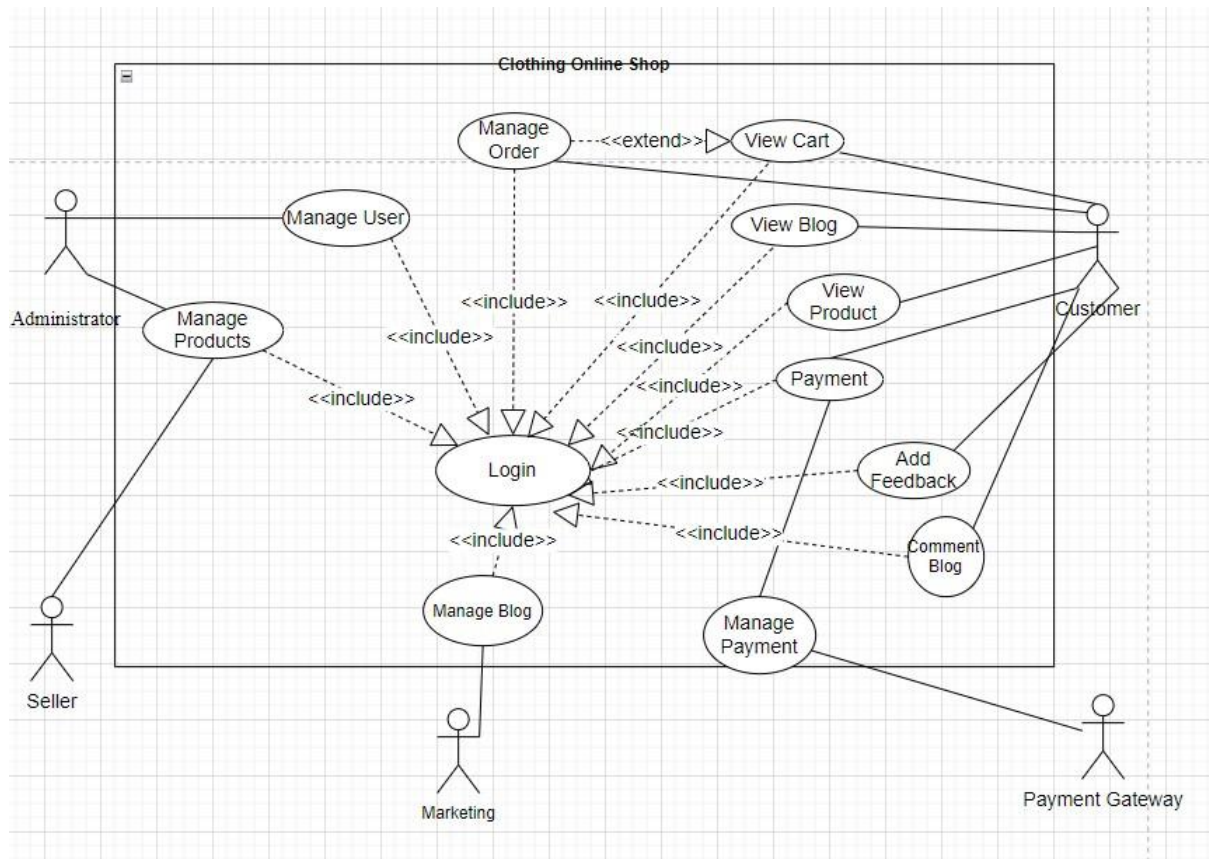 Clothing Online Shop
Manage
Order
<<extend>>
View Cart
Manage User
View Blog
Administrator
Manage
Products
<<include>>
<<include>>
View
Product
Customer
<<include>>
<<include>>
<<include>>
Payment
<<include>>
<<include>>
Login
Add
Feedback
<<include>>
<<include>>
<<include>>
Comment
Blog
Manage Blog
Manage
Payment
Seller
Marketing
Payment Gateway